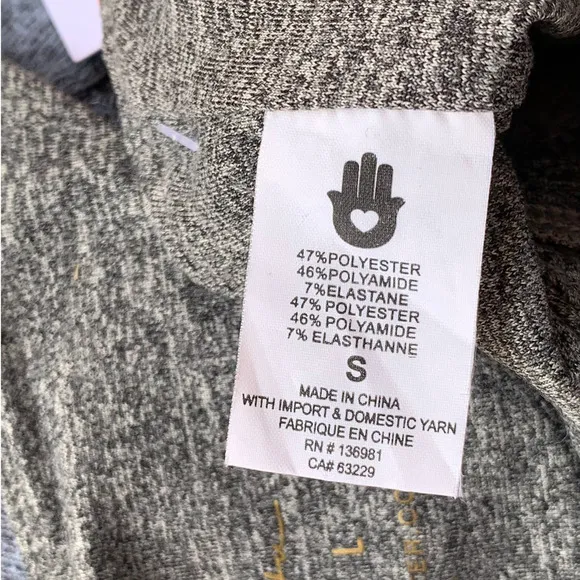 47%POLYESTER
46%POLYAMIDE
7%ELASTANE
47% POLYESTER
46% POLYAMIDE
7% ELASTHANNE
S
MADE IN CHINA
WITH IMPORT & DOMESTIC YARN
FABRIQUE EN CHINE
RN # 136981
CA# 63229
L